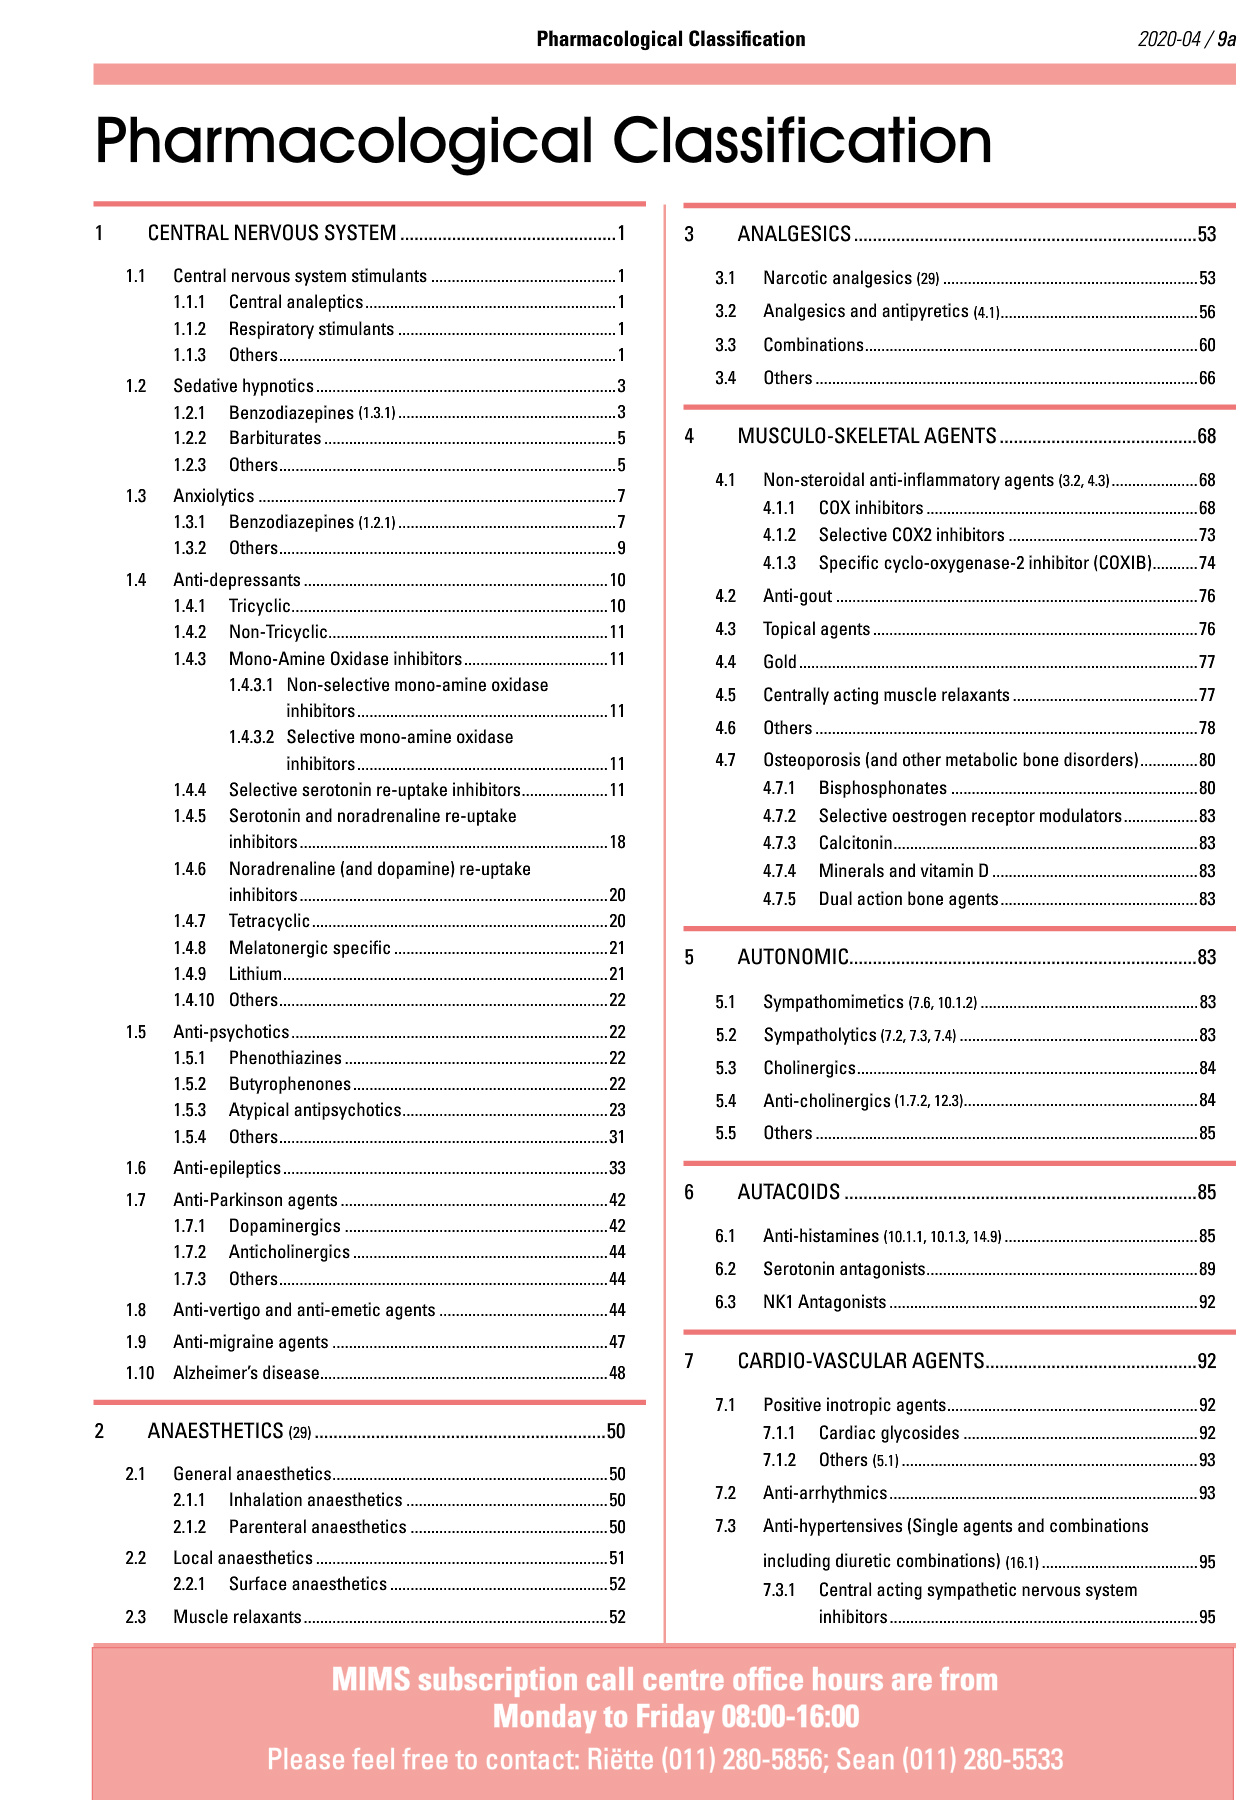 Pharmacological Classification
2020-04 / 9a
Pharmacological Classification
1 CENTRAL NERVOUS SYSTEM ..... 1
1.1 Central nervous system stimulants ..... 1
1.1.1 Central analeptics ..... 1
1.1.2 Respiratory stimulants ..... 1
1.1.3 Others ..... 1
1.2 Sedative hypnotics ..... 3
1.2.1 Benzodiazepines (1.3.1) ..... 3
1.2.2 Barbiturates ..... 5
1.2.3 Others ..... 5
1.3 Anxiolytics ..... 7
1.3.1 Benzodiazepines (1.2.1) ..... 7
1.3.2 Others ..... 9
1.4 Anti-depressants ..... 10
1.4.1 Tricyclic ..... 10
1.4.2 Non-Tricyclic ..... 11
1.4.3 Mono-Amine Oxidase inhibitors ..... 11
1.4.3.1 Non-selective mono-amine oxidase
inhibitors ..... 11
1.4.3.2 Selective mono-amine oxidase
inhibitors ..... 11
1.4.4 Selective serotonin re-uptake inhibitors ..... 11
1.4.5 Serotonin and noradrenaline re-uptake
inhibitors ..... 18
1.4.6 Noradrenaline (and dopamine) re-uptake
inhibitors ..... 20
1.4.7 Tetracyclic ..... 20
1.4.8 Melatonergic specific ..... 21
1.4.9 Lithium ..... 21
1.4.10 Others ..... 22
1.5 Anti-psychotics ..... 22
1.5.1 Phenothiazines ..... 22
1.5.2 Butyrophenones ..... 22
1.5.3 Atypical antipsychotics ..... 23
1.5.4 Others ..... 31
1.6 Anti-epileptics ..... 33
1.7 Anti-Parkinson agents ..... 42
1.7.1 Dopaminergics ..... 42
1.7.2 Anticholinergics ..... 44
1.7.3 Others ..... 44
1.8 Anti-vertigo and anti-emetic agents ..... 44
1.9 Anti-migraine agents ..... 47
1.10 Alzheimer's disease ..... 48
2 ANAESTHETICS (29) ..... 50
2.1 General anaesthetics ..... 50
2.1.1 Inhalation anaesthetics ..... 50
2.1.2 Parenteral anaesthetics ..... 50
2.2 Local anaesthetics ..... 51
2.2.1 Surface anaesthetics ..... 52
2.3 Muscle relaxants ..... 52
3 ANALGESICS ..... 53
3.1 Narcotic analgesics (29) ..... 53
3.2 Analgesics and antipyretics (4.1) ..... 56
3.3 Combinations ..... 60
3.4 Others ..... 66
4 MUSCULO-SKELETAL AGENTS ..... 68
4.1 Non-steroidal anti-inflammatory agents (3.2, 4.3) ..... 68
4.1.1 COX inhibitors ..... 68
4.1.2 Selective COX2 inhibitors ..... 73
4.1.3 Specific cyclo-oxygenase-2 inhibitor (COXIB) ..... 74
4.2 Anti-gout ..... 76
4.3 Topical agents ..... 76
4.4 Gold ..... 77
4.5 Centrally acting muscle relaxants ..... 77
4.6 Others ..... 78
4.7 Osteoporosis (and other metabolic bone disorders) ..... 80
4.7.1 Bisphosphonates ..... 80
4.7.2 Selective oestrogen receptor modulators ..... 83
4.7.3 Calcitonin ..... 83
4.7.4 Minerals and vitamin D ..... 83
4.7.5 Dual action bone agents ..... 83
5 AUTONOMIC ..... 83
5.1 Sympathomimetics (7.6, 10.1.2) ..... 83
5.2 Sympatholytics (7.2, 7.3, 7.4) ..... 83
5.3 Cholinergics ..... 84
5.4 Anti-cholinergics (1.7.2, 12.3) ..... 84
5.5 Others ..... 85
6 AUTACOIDS ..... 85
6.1 Anti-histamines (10.1.1, 10.1.3, 14.9) ..... 85
6.2 Serotonin antagonists ..... 89
6.3 NK1 Antagonists ..... 92
7 CARDIO-VASCULAR AGENTS ..... 92
7.1 Positive inotropic agents ..... 92
7.1.1 Cardiac glycosides ..... 92
7.1.2 Others (5.1) ..... 93
7.2 Anti-arrhythmics ..... 93
7.3 Anti-hypertensives (Single agents and combinations
including diuretic combinations) (16.1) ..... 95
7.3.1 Central acting sympathetic nervous system
inhibitors ..... 95
MIMS subscription call centre office hours are from
Monday to Friday 08:00-16:00
Please feel free to contact: Riëtte (011) 280-5856; Sean (011) 280-5533